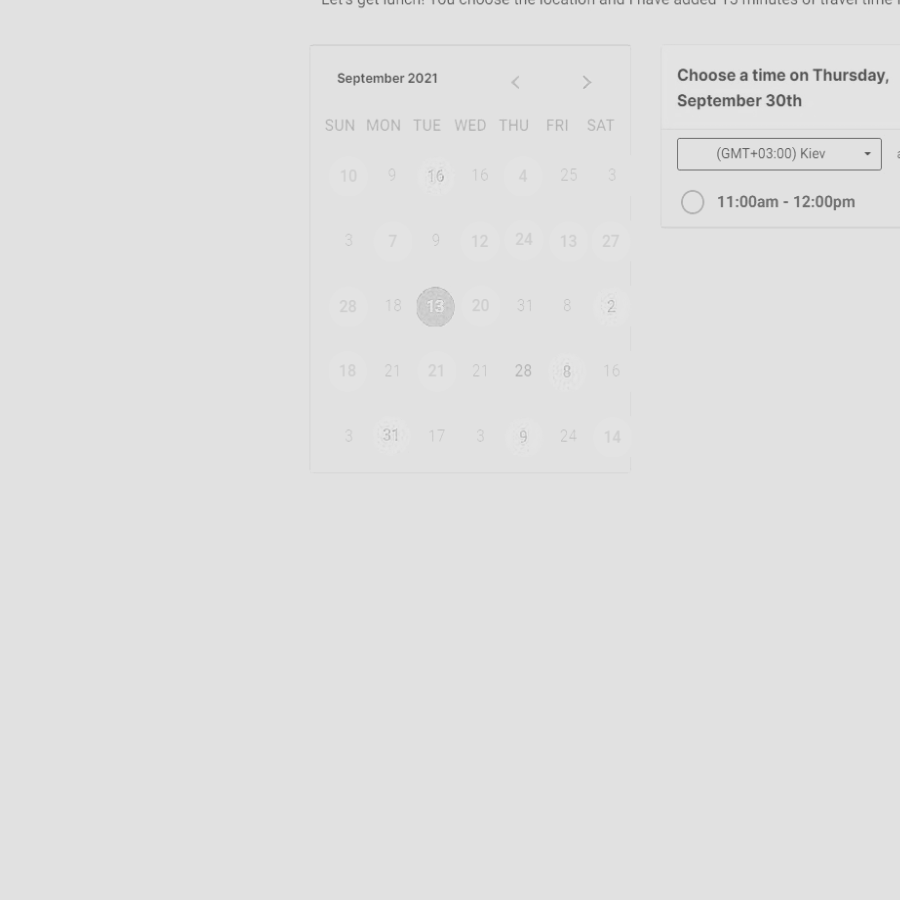 Let's get lunch! You choose the location and I have added 15 minutes of travel time
September 2021
SUN MON TUE WED THU FRI SAT
10 9 16 16 4 25 3
3 7 9 12 24 13 27
28 18 13 20 31 8 2
18 21 21 21 28 8 16
3 31 17 3 9 24 14
Choose a time on Thursday,
September 30th
(GMT+03:00) Kiev
11:00am - 12:00pm